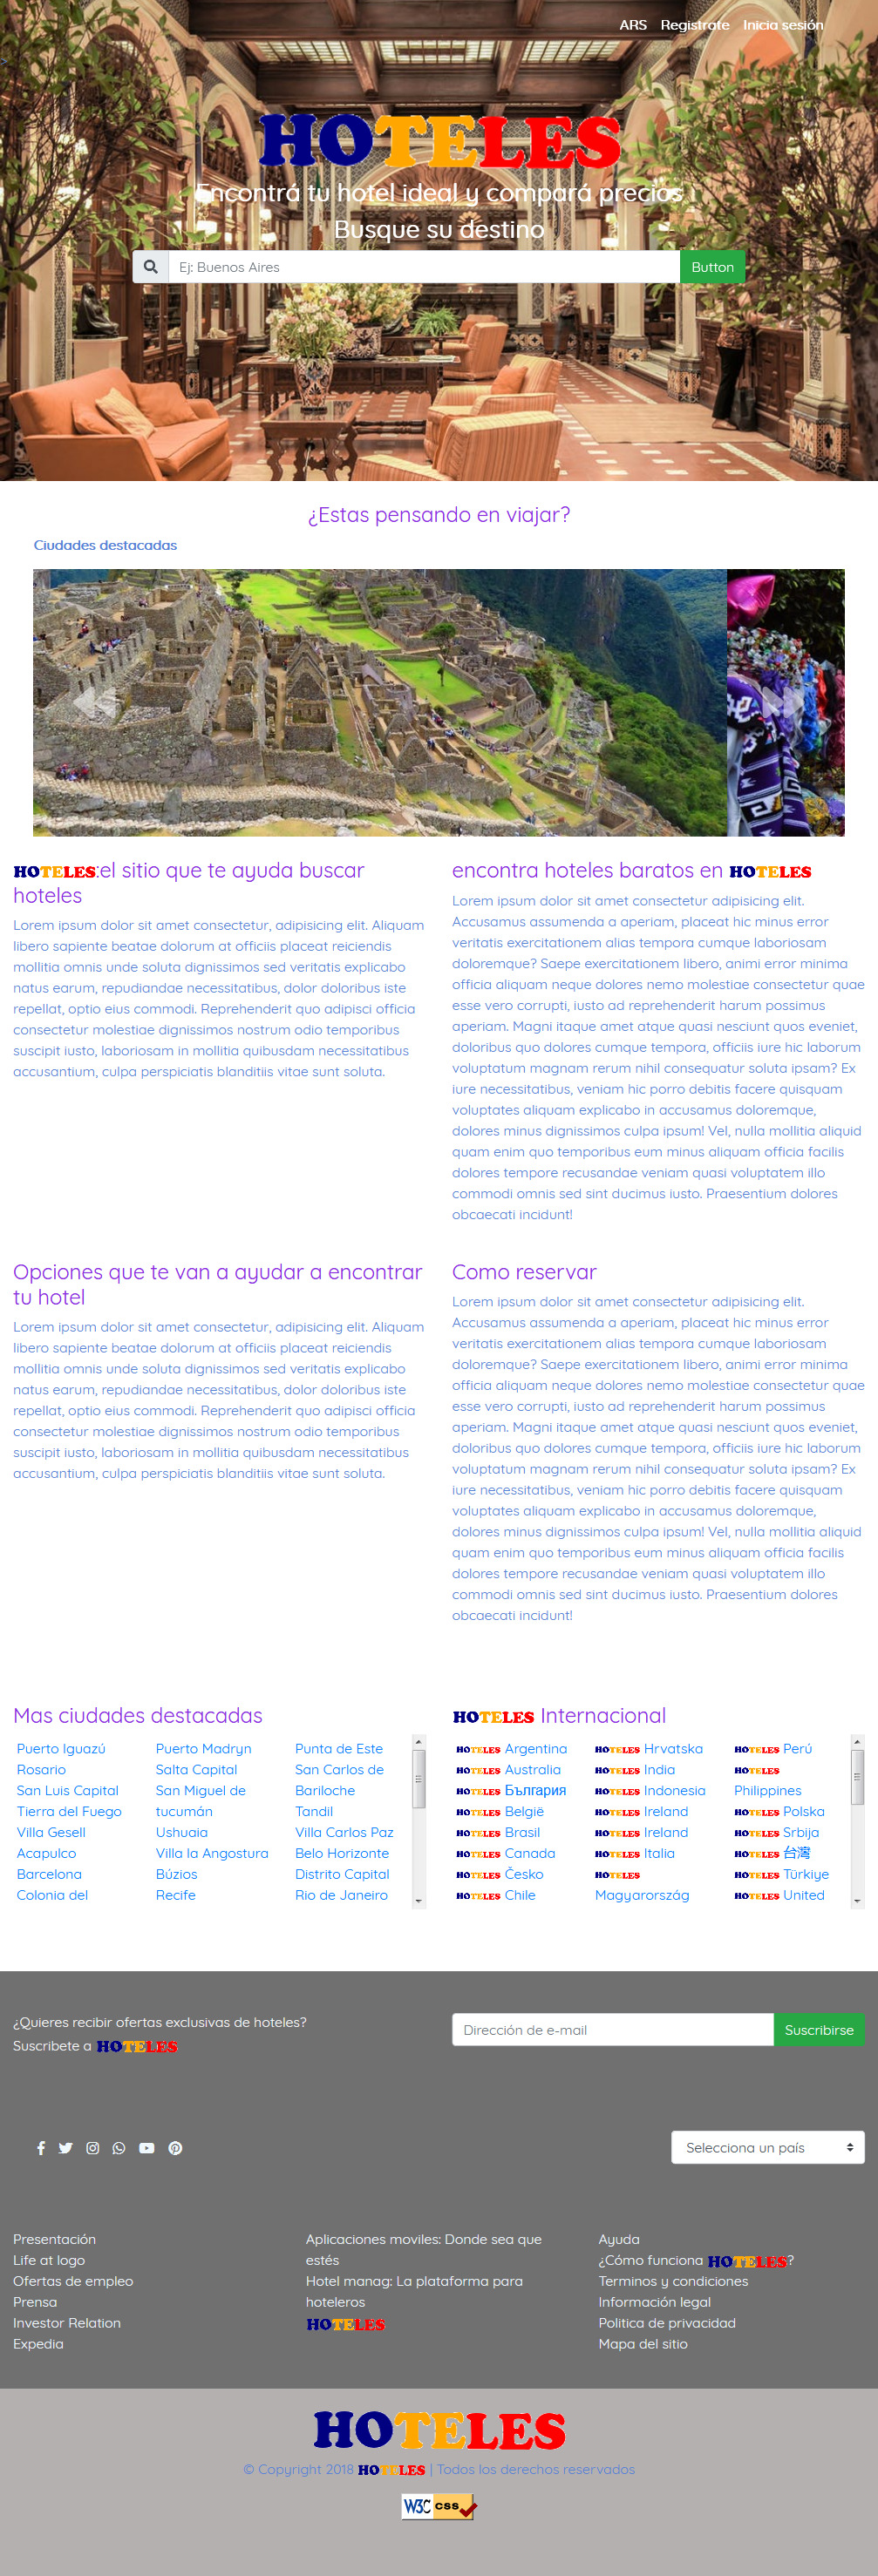 ARS Registrate Inicia sesión
>
HOTELES
Encontrá tu hotel ideal y compará precios
Busque su destino
Ej: Buenos Aires
Button
¿Estas pensando en viajar?
Ciudades destacadas
HOTELES:el sitio que te ayuda buscar
hoteles
Lorem ipsum dolor sit amet consectetur, adipisicing elit. Aliquam
libero sapiente beatae dolorum at officiis placeat reiciendis
mollitia omnis unde soluta dignissimos sed veritatis explicabo
natus earum, repudiandae necessitatibus, dolor doloribus iste
repellat, optio eius commodi. Reprehenderit quo adipisci officia
consectetur molestiae dignissimos nostrum odio temporibus
suscipit iusto, laboriosam in mollitia quibusdam necessitatibus
accusantium, culpa perspiciatis blanditiis vitae sunt soluta.
encontra hoteles baratos en HOTELES
Lorem ipsum dolor sit amet consectetur adipisicing elit.
Accusamus assumenda a aperiam, placeat hic minus error
veritatis exercitationem alias tempora cumque laboriosam
doloremque? Saepe exercitationem libero, animi error minima
officia aliquam neque dolores nemo molestiae consectetur quae
esse vero corrupti, iusto ad reprehenderit harum possimus
aperiam. Magni itaque amet atque quasi nesciunt quos eveniet,
doloribus quo dolores cumque tempora, officiis iure hic laborum
voluptatum magnam rerum nihil consequatur soluta ipsam? Ex
iure necessitatibus, veniam hic porro debitis facere quisquam
voluptates aliquam explicabo in accusamus doloremque,
dolores minus dignissimos culpa ipsum! Vel, nulla mollitia aliquid
quam enim quo temporibus eum minus aliquam officia facilis
dolores tempore recusandae veniam quasi voluptatem illo
commodi omnis sed sint ducimus iusto. Praesentium dolores
obcaecati incidunt!
Opciones que te van a ayudar a encontrar
tu hotel
Lorem ipsum dolor sit amet consectetur, adipisicing elit. Aliquam
libero sapiente beatae dolorum at officiis placeat reiciendis
mollitia omnis unde soluta dignissimos sed veritatis explicabo
natus earum, repudiandae necessitatibus, dolor doloribus iste
repellat, optio eius commodi. Reprehenderit quo adipisci officia
consectetur molestiae dignissimos nostrum odio temporibus
suscipit iusto, laboriosam in mollitia quibusdam necessitatibus
accusantium, culpa perspiciatis blanditiis vitae sunt soluta.
Como reservar
Lorem ipsum dolor sit amet consectetur adipisicing elit.
Accusamus assumenda a aperiam, placeat hic minus error
veritatis exercitationem alias tempora cumque laboriosam
doloremque? Saepe exercitationem libero, animi error minima
officia aliquam neque dolores nemo molestiae consectetur quae
esse vero corrupti, iusto ad reprehenderit harum possimus
aperiam. Magni itaque amet atque quasi nesciunt quos eveniet,
doloribus quo dolores cumque tempora, officiis iure hic laborum
voluptatum magnam rerum nihil consequatur soluta ipsam? Ex
iure necessitatibus, veniam hic porro debitis facere quisquam
voluptates aliquam explicabo in accusamus doloremque,
dolores minus dignissimos culpa ipsum! Vel, nulla mollitia aliquid
quam enim quo temporibus eum minus aliquam officia facilis
dolores tempore recusandae veniam quasi voluptatem illo
commodi omnis sed sint ducimus iusto. Praesentium dolores
obcaecati incidunt!
Mas ciudades destacadas
Puerto Iguazú
Rosario
San Luis Capital
Tierra del Fuego
Villa Gesell
Acapulco
Barcelona
Colonia del
Puerto Madryn
Salta Capital
San Miguel de
tucumán
Ushuaia
Villa la Angostura
Búzios
Recife
Punta de Este
San Carlos de
Bariloche
Tandil
Villa Carlos Paz
Belo Horizonte
Distrito Capital
Rio de Janeiro
HOTELES Internacional
HOTELES Argentina
HOTELES Australia
HOTELES България
HOTELES België
HOTELES Brasil
HOTELES Canada
HOTELES Česko
HOTELES Chile
HOTELES Hrvatska
HOTELES India
HOTELES Indonesia
HOTELES Ireland
HOTELES Ireland
HOTELES Italia
HOTELES
Magyarország
HOTELES Perú
HOTELES
Philippines
HOTELES Polska
HOTELES Srbija
HOTELES 台灣
HOTELES Türkiye
HOTELES United
¿Quieres recibir ofertas exclusivas de hoteles?
Suscribete a HOTELES
Dirección de e-mail
Suscribirse
Selecciona un país
Presentación
Life at logo
Ofertas de empleo
Prensa
Investor Relation
Expedia
Aplicaciones moviles: Donde sea que
estés
Hotel manag: La plataforma para
hoteleros
HOTELES
Ayuda
¿Cómo funciona HOTELES?
Terminos y condiciones
Información legal
Politica de privacidad
Mapa del sitio
HOTELES
© Copyright 2018 HOTELES | Todos los derechos reservados
W3C css